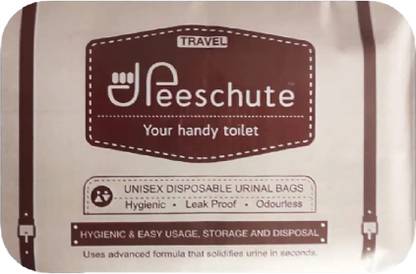 TRAVEL
Peeschute™
Your handy toilet
UNISEX DISPOSABLE URINAL BAGS
Hygienic • Leak Proof • Odourless
HYGIENIC & EASY USAGE, STORAGE AND DISPOSAL
Uses advanced formula that solidifies urine in seconds.